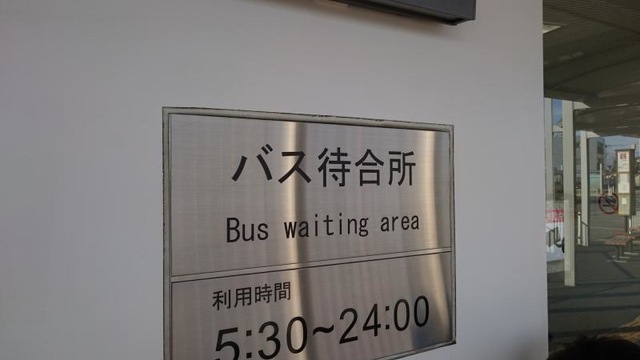 バス待合所
Bus waiting area
利用時間
5:30~24:00